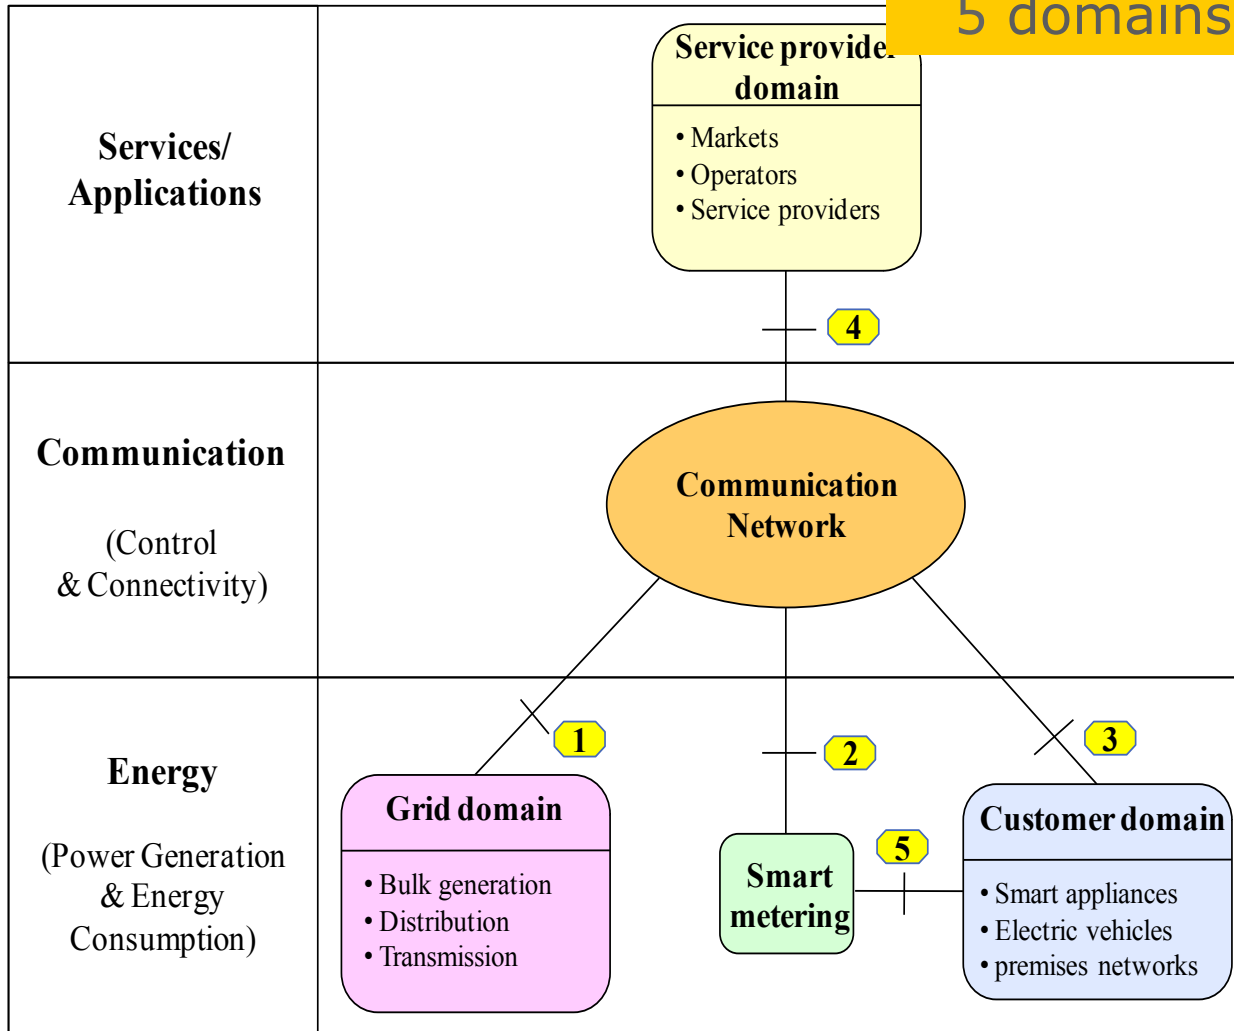 5 domains
Service provider
domain
• Markets
• Operators
• Service providers
Services/
Applications
4
Communication
(Control
& Connectivity)
Communication
Network
1
2
3
Energy
(Power Generation
& Energy
Consumption)
Grid domain
• Bulk generation
• Distribution
• Transmission
Smart
metering
5
Customer domain
• Smart appliances
• Electric vehicles
• premises networks